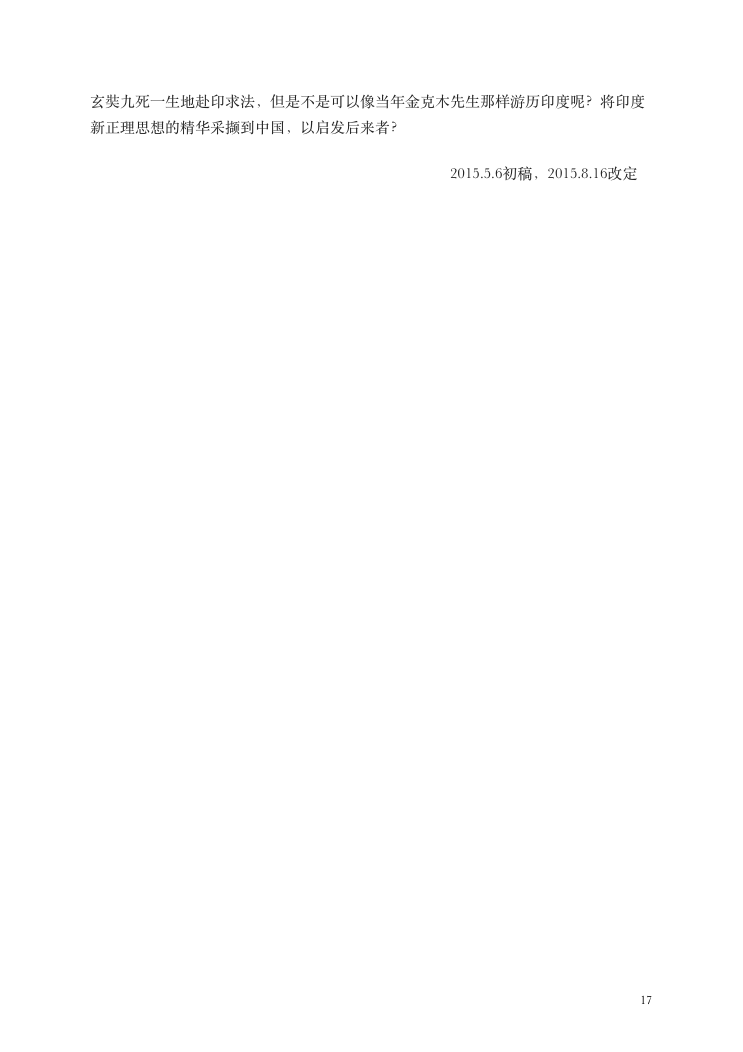 玄奘九死一生地赴印求法，但是不是可以像当年金克木先生那样游历印度呢？将印度
新正理思想的精华采撷到中国，以启发后来者？
2015.5.6初稿，2015.8.16改定
17